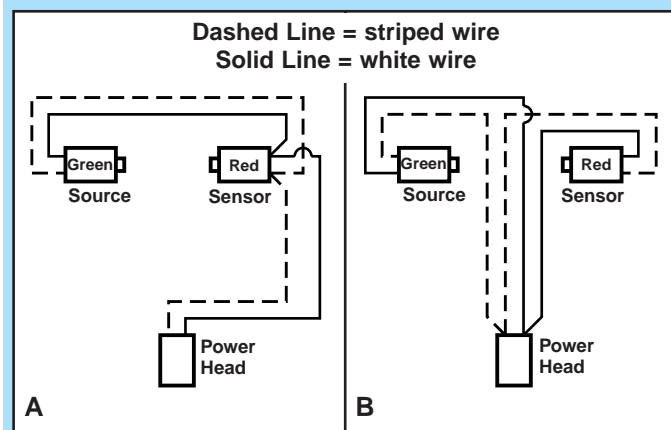 Dashed Line = striped wire
Solid Line = white wire
Green
Source
Red
Sensor
Power
Head
A
Green
Source
Red
Sensor
Power
Head
B